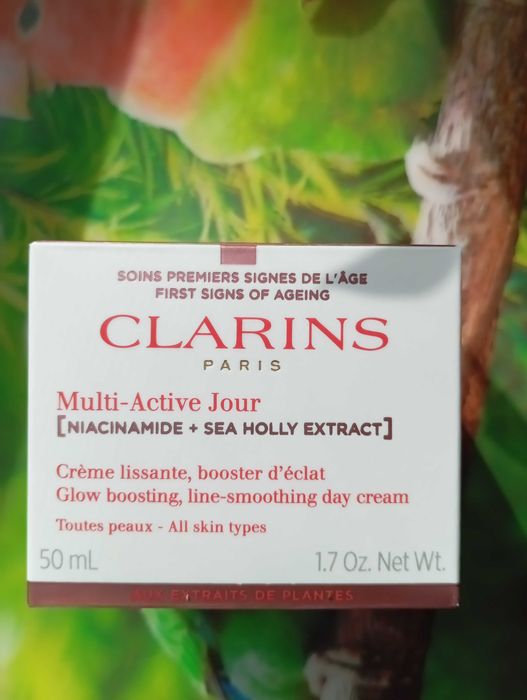 SOINS PREMIERS SIGNES DE L'ÂGE
FIRST SIGNS OF AGEING
CLARINS
PARIS
Multi-Active Jour
[NIACINAMIDE + SEA HOLLY EXTRACT]
Crème lissante, booster d'éclat
Glow boosting, line-smoothing day cream
Toutes peaux - All skin types
50 mL 1.7 Oz. Net Wt.
AUX EXTRAITS DE PLANTES